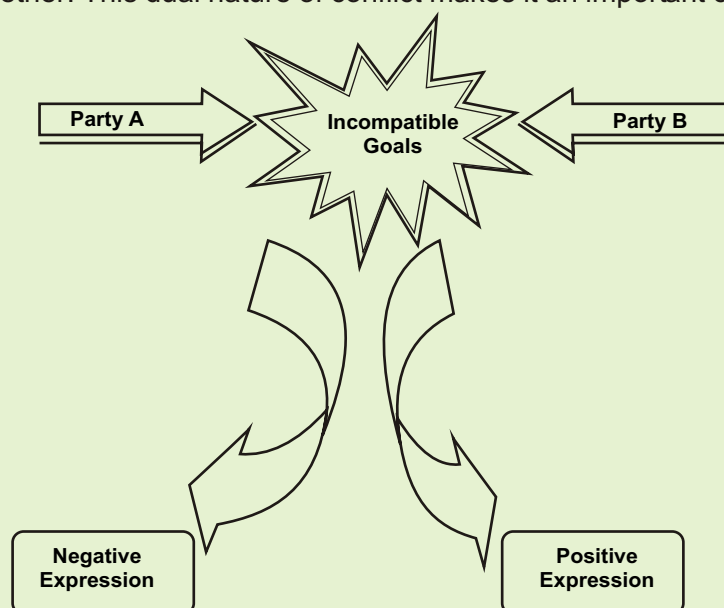 other. This dual nature of conflict makes it an important
Party A
Incompatible
Goals
Party B
Negative
Expression
Positive
Expression